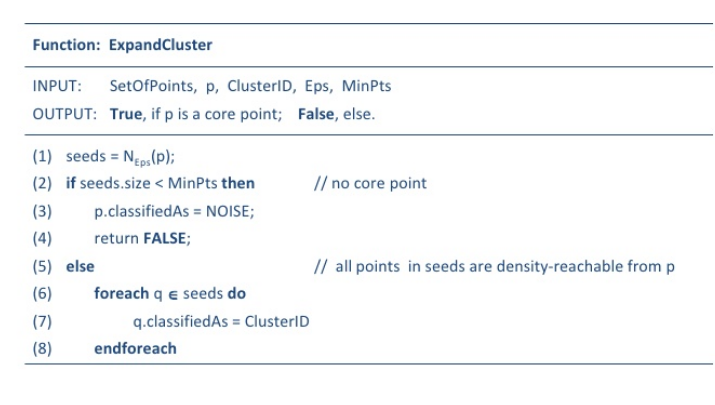 Function: ExpandCluster
INPUT: SetOfPoints, p, ClusterID, Eps, MinPts
OUTPUT: True, if p is a core point; False, else.
(1) seeds = N_Eps(p);
(2) if seeds.size < MinPts then // no core point
(3) p.classifiedAs = NOISE;
(4) return FALSE;
(5) else // all points in seeds are density-reachable from p
(6) foreach q ∈ seeds do
(7) q.classifiedAs = ClusterID
(8) endforeach